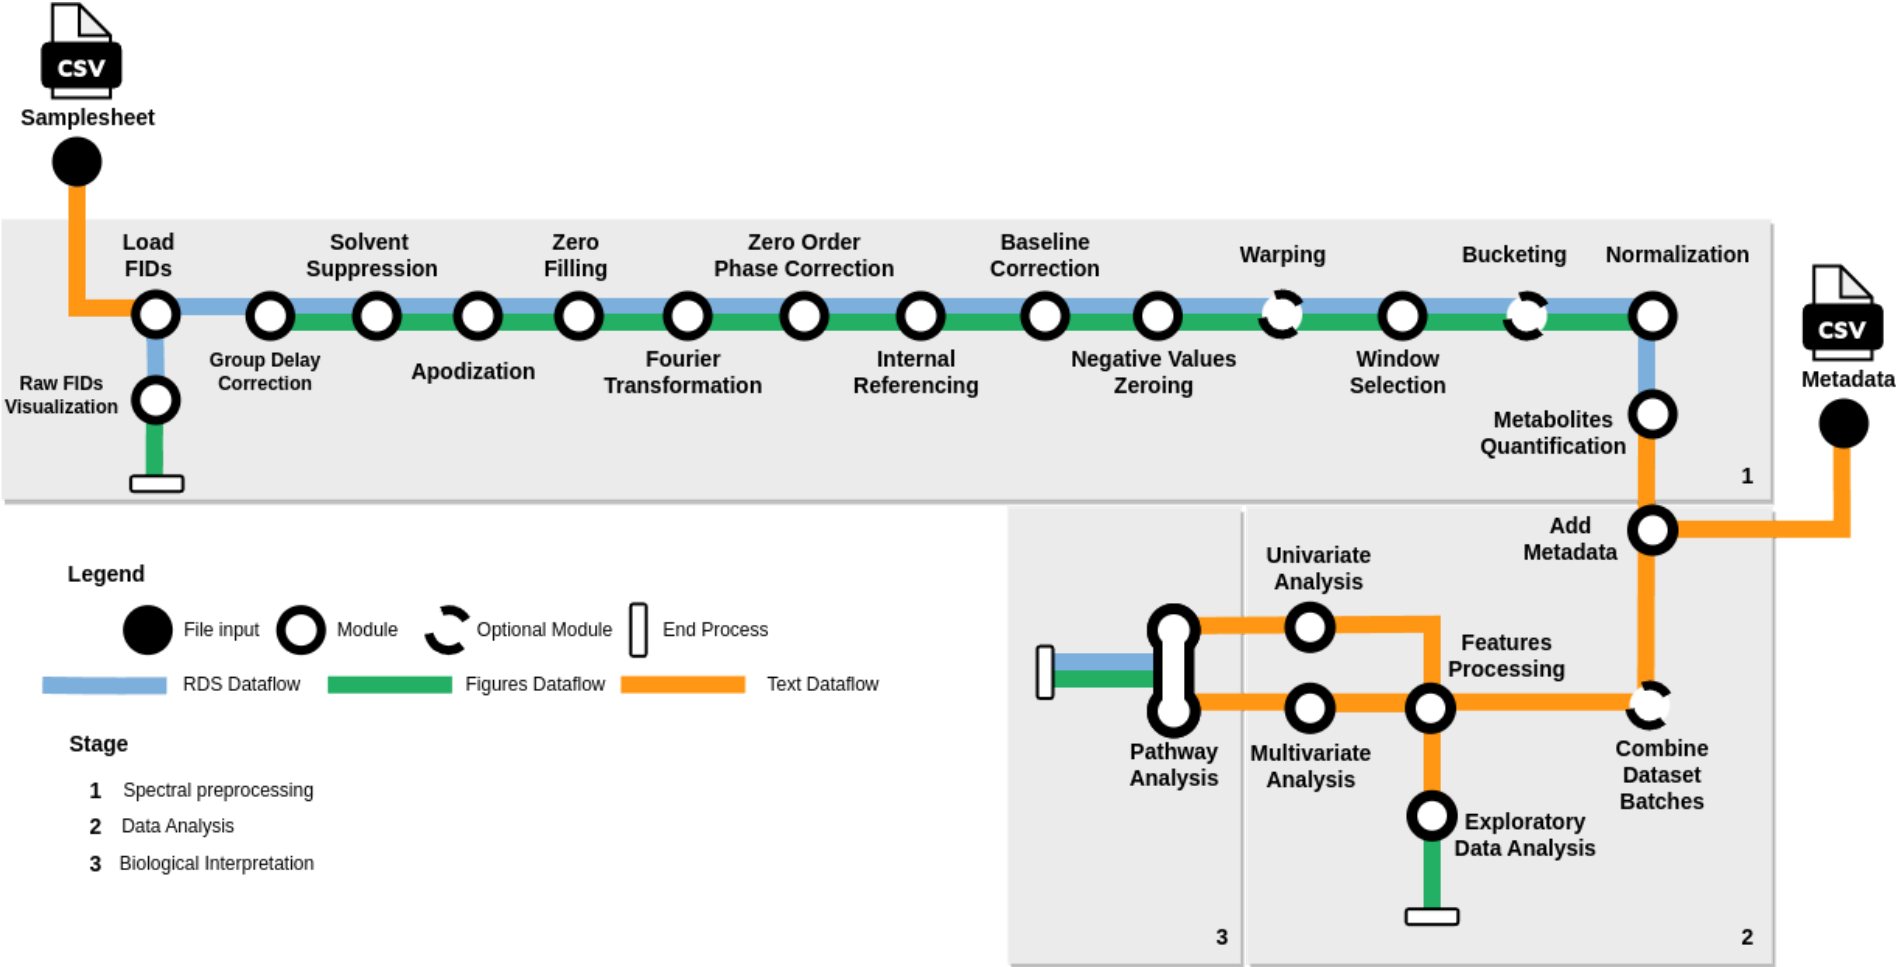 CSV
Samplesheet
Load
FIDs
Solvent
Suppression
Zero
Filling
Zero Order
Phase Correction
Baseline
Correction
Warping
Bucketing
Normalization
CSV
Metadata
Raw FIDs
Visualization
Group Delay
Correction
Apodization
Fourier
Transformation
Internal
Referencing
Negative Values
Zeroing
Window
Selection
Metabolites
Quantification
1
Add
Metadata
Univariate
Analysis
Features
Processing
Pathway
Analysis
Multivariate
Analysis
Combine
Dataset
Batches
Exploratory
Data Analysis
3
2
Legend
File input
Module
Optional Module
End Process
RDS Dataflow
Figures Dataflow
Text Dataflow
Stage
1 Spectral preprocessing
2 Data Analysis
3 Biological Interpretation